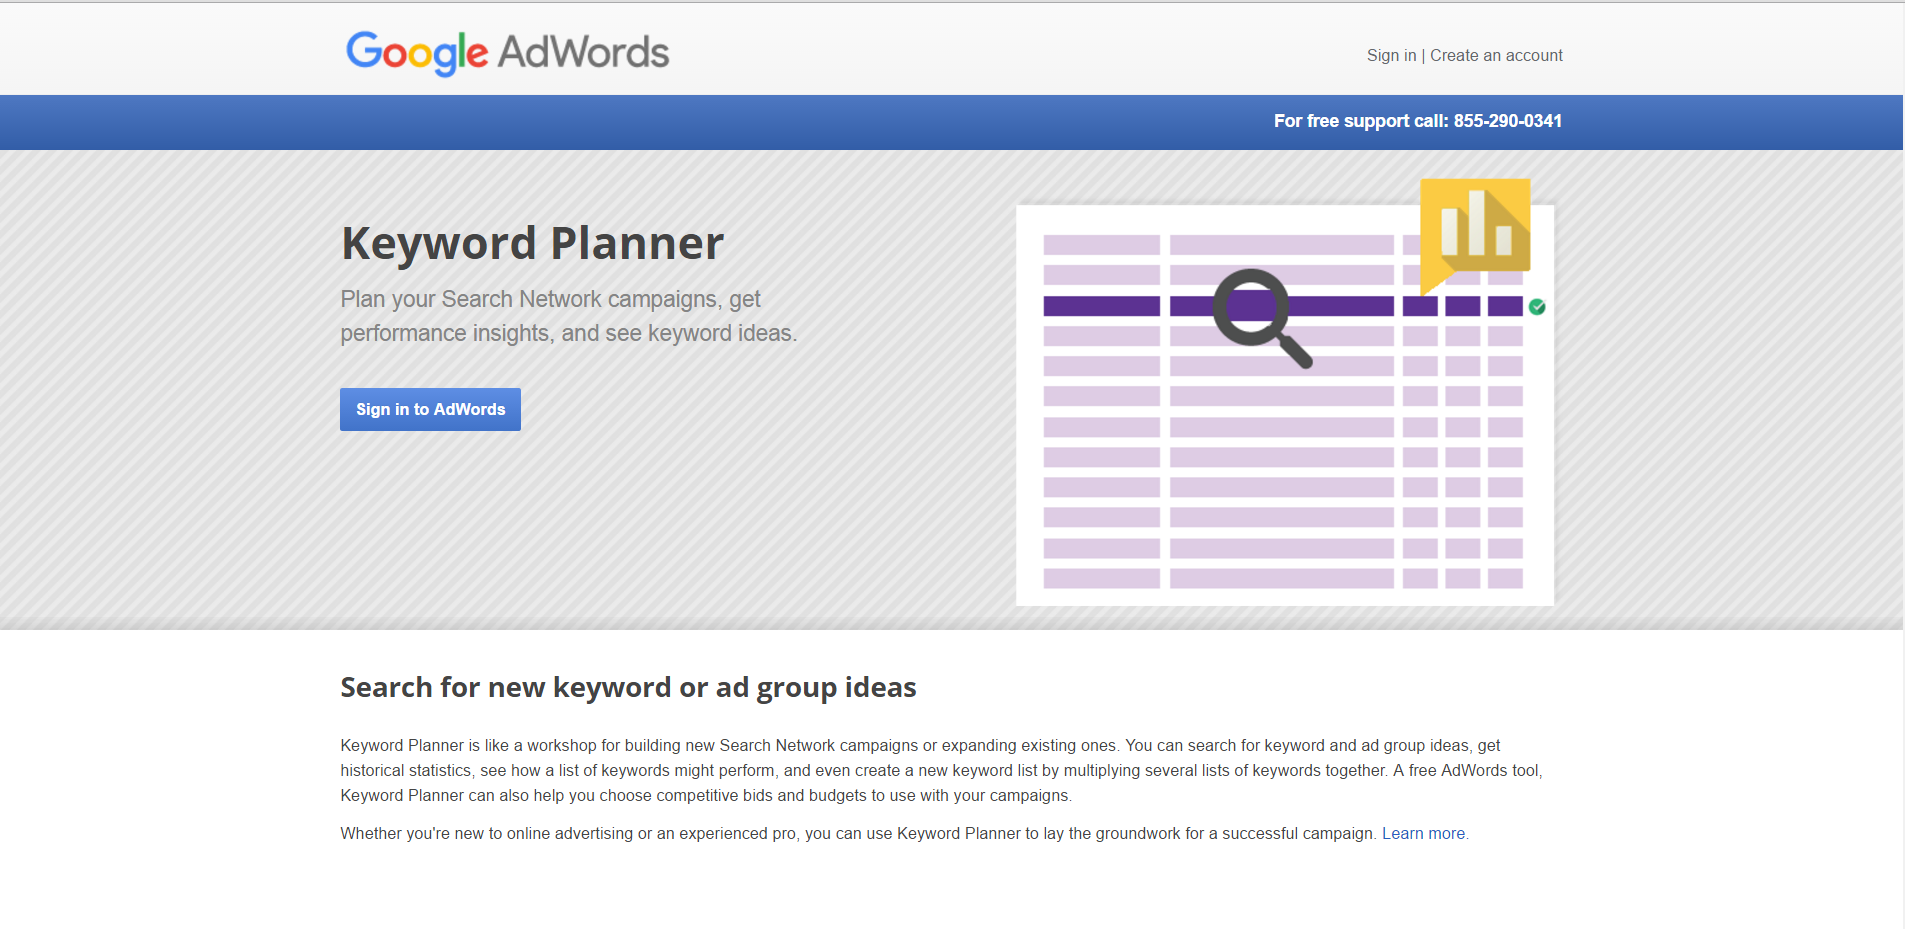 Google AdWords
Sign in | Create an account
For free support call: 855-290-0341
Keyword Planner
Plan your Search Network campaigns, get
performance insights, and see keyword ideas.
Sign in to AdWords
Search for new keyword or ad group ideas
Keyword Planner is like a workshop for building new Search Network campaigns or expanding existing ones. You can search for keyword and ad group ideas, get
historical statistics, see how a list of keywords might perform, and even create a new keyword list by multiplying several lists of keywords together. A free AdWords tool,
Keyword Planner can also help you choose competitive bids and budgets to use with your campaigns.
Whether you're new to online advertising or an experienced pro, you can use Keyword Planner to lay the groundwork for a successful campaign. Learn more.